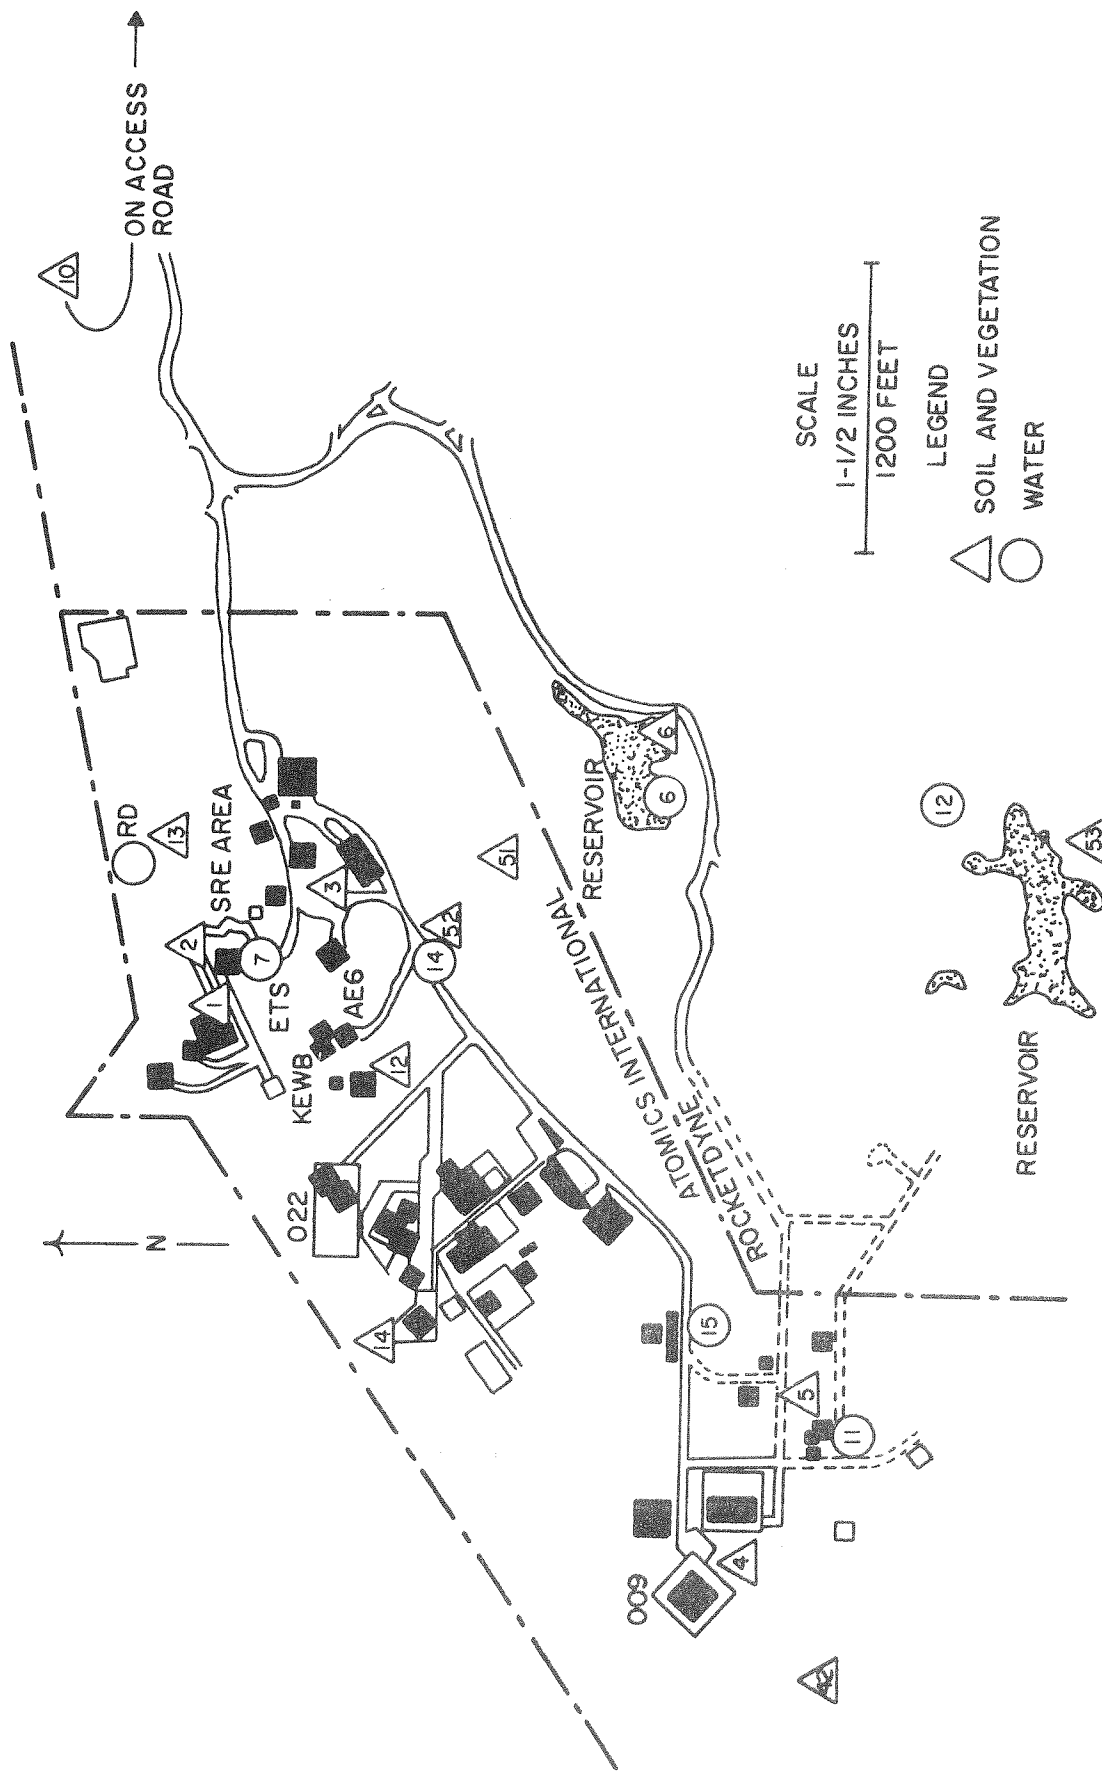 ON ACCESS
ROAD
10
RD
13
SRE AREA
2
1
7
ETS
3
AE6
KEWB
12
14
52
51
022
N
14
ATOMICS INTERNATIONAL
ROCKETDYNE
RESERVOIR
6
6
15
5
11
009
4
12
53
RESERVOIR
SCALE
1-1/2 INCHES
1200 FEET
LEGEND
SOIL AND VEGETATION
WATER